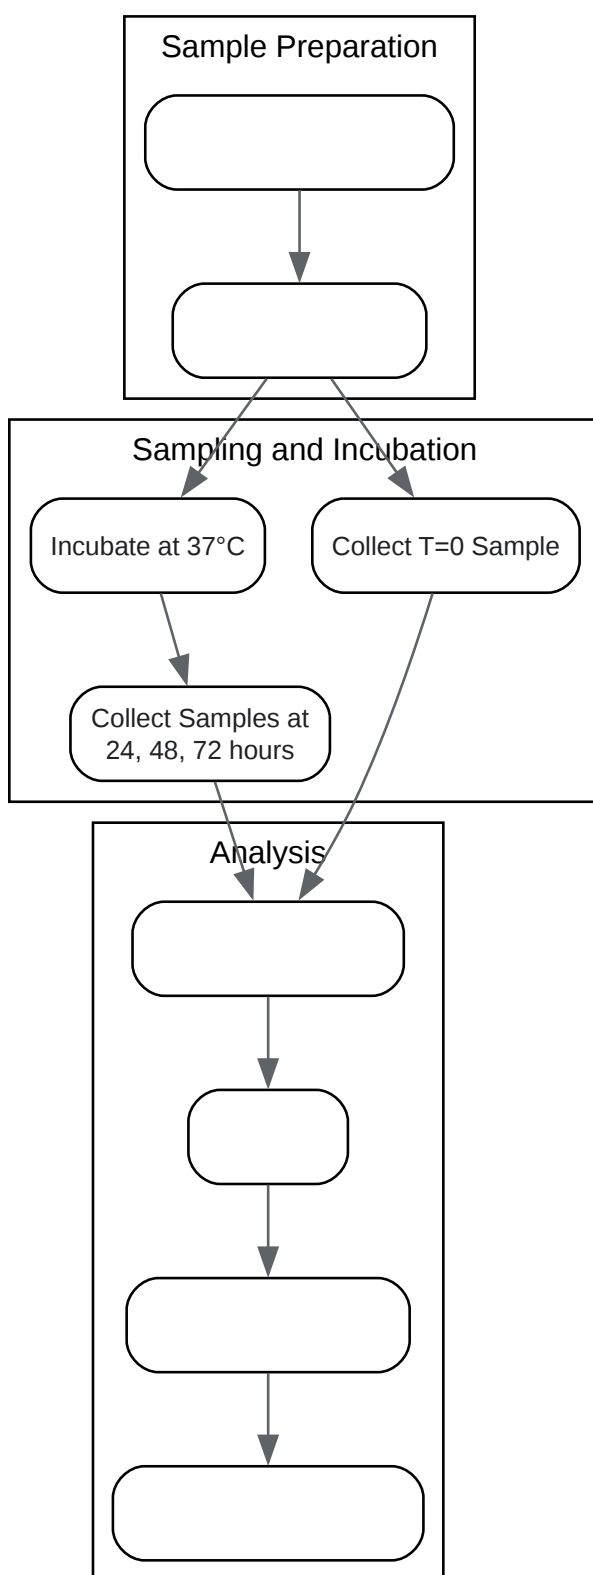 Sample Preparation
Sampling and Incubation
Incubate at 37°C
Collect T=0 Sample
Collect Samples at
24, 48, 72 hours
Analysis